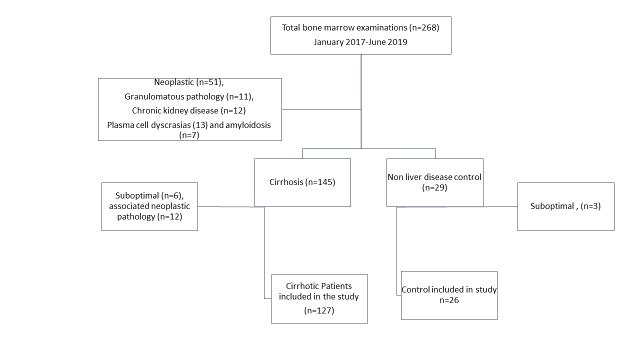 Total bone marrow examinations (n=268)
January 2017-June 2019
Neoplastic (n=51),
Granulomatous pathology (n=11),
Chronic kidney disease (n=12)
Plasma cell dyscrasias (13) and amyloidosis
(n=7)
Cirrhosis (n=145)
Non liver disease control
(n=29)
Suboptimal (n=6),
associated neoplastic
pathology (n=12)
Suboptimal , (n=3)
Cirrhotic Patients
included in the study
(n=127)
Control included in study
n=26